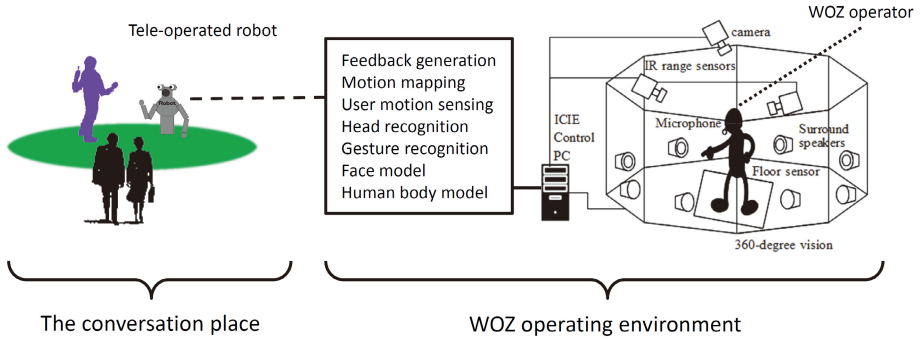 Tele-operated robot
Robot
Feedback generation
Motion mapping
User motion sensing
Head recognition
Gesture recognition
Face model
Human body model
WOZ operator
camera
IR range sensors
ICIE
Control
PC
Microphone
Surround
speakers
Floor sensor
360-degree vision
The conversation place
WOZ operating environment